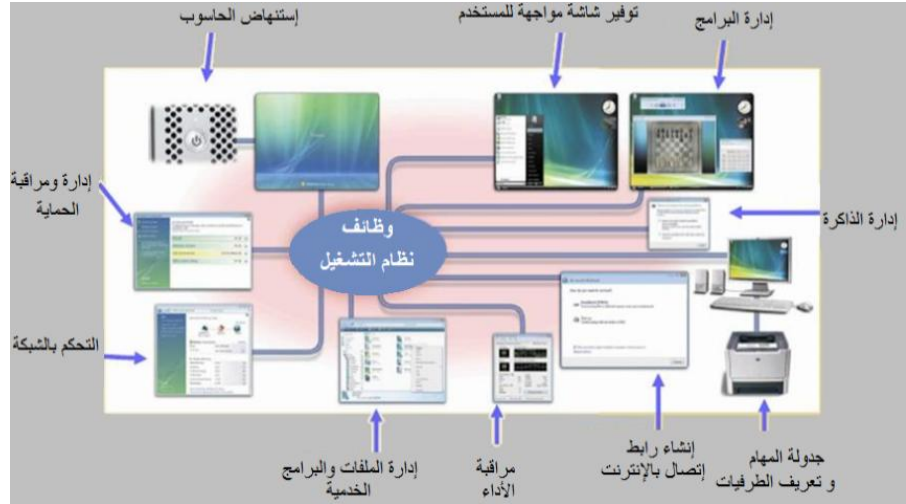 إستنهاض الحاسوب
توفير شاشة مواجهة للمستخدم
إدارة البرامج
إدارة ومراقبة
الحماية
إدارة الذاكرة
وظائف
نظام التشغيل
التحكم بالشبكة
إدارة الملفات والبرامج
الخدمية
مراقبة
الأداء
إنشاء رابط
إتصال بالإنترنت
جدولة المهام
و تعريف الطرفيات